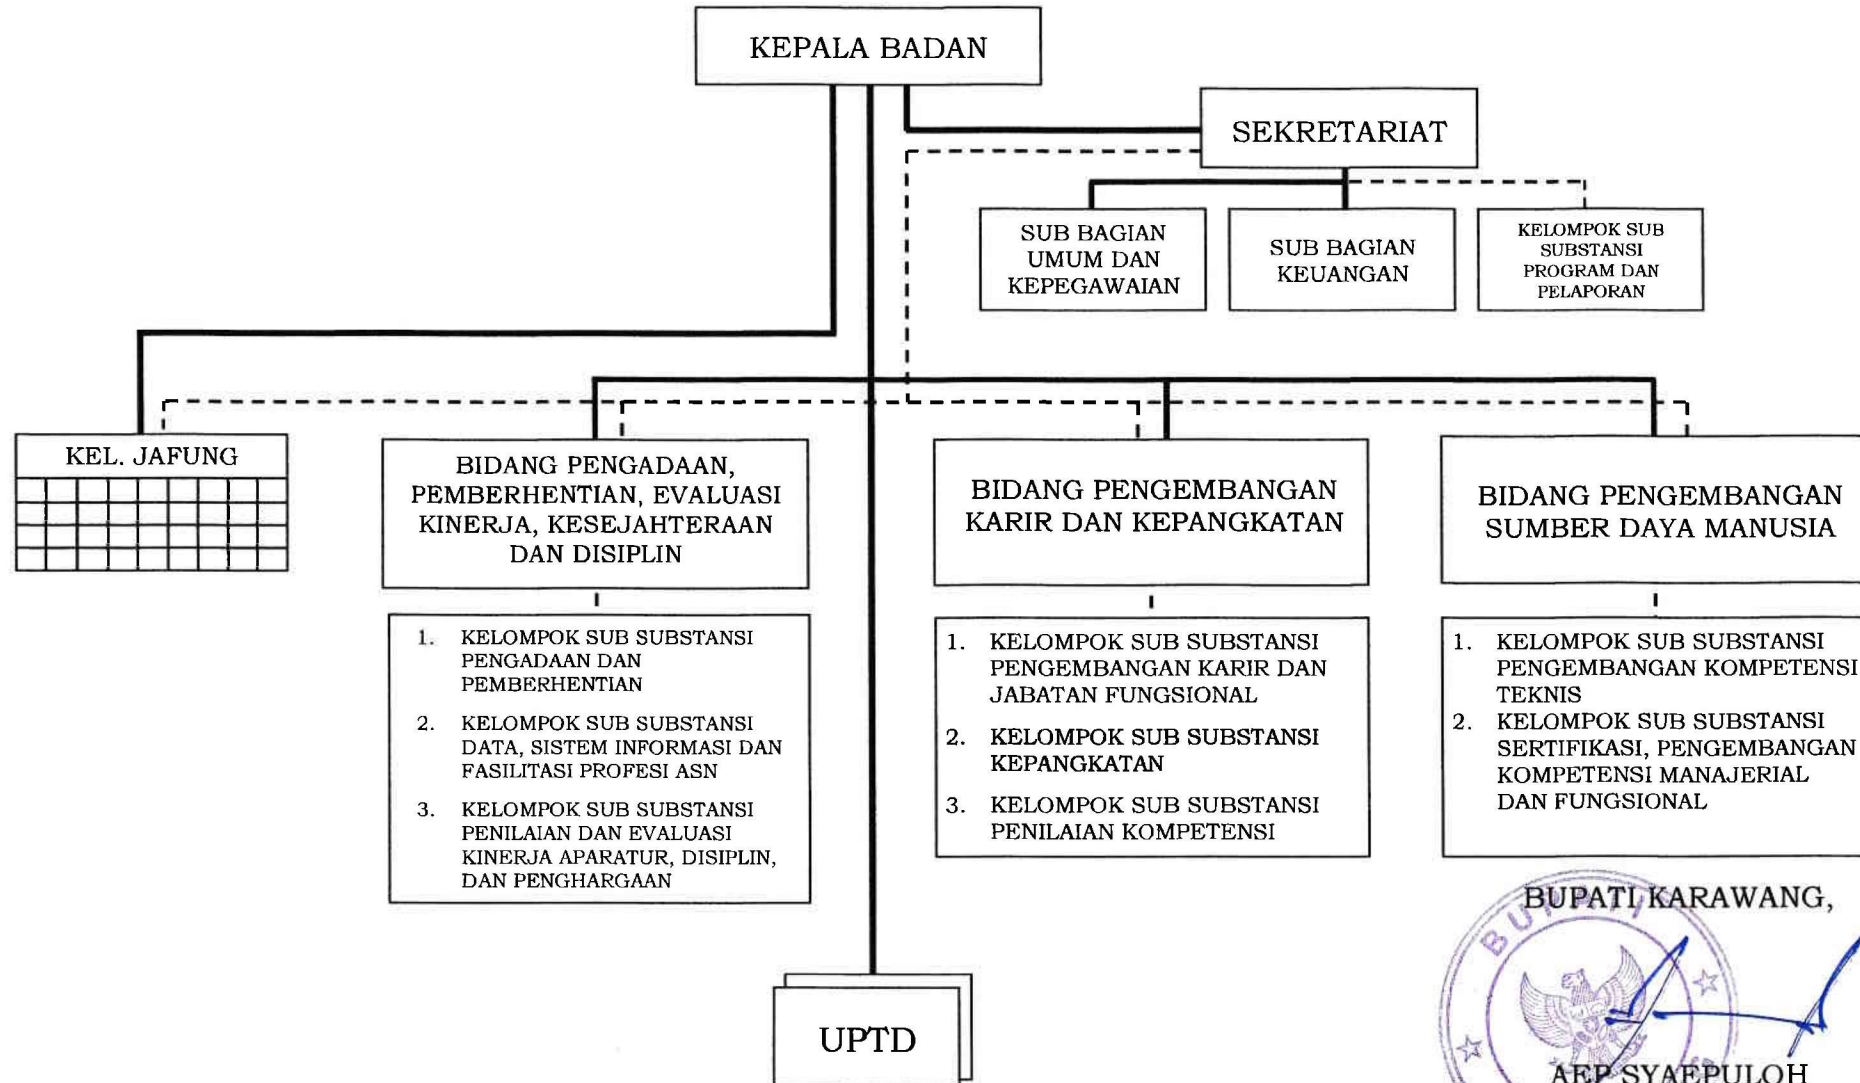 KEPALA BADAN
SEKRETARIAT
SUB BAGIAN
UMUM DAN
KEPEGAWAIAN
SUB BAGIAN
KEUANGAN
KELOMPOK SUB
SUBSTANSI
PROGRAM DAN
PELAPORAN
KEL. JAFUNG
BIDANG PENGADAAN,
PEMBERHENTIAN, EVALUASI
KINERJA, KESEJAHTERAAN
DAN DISIPLIN
BIDANG PENGEMBANGAN
KARIR DAN KEPANGKATAN
BIDANG PENGEMBANGAN
SUMBER DAYA MANUSIA
1. KELOMPOK SUB SUBSTANSI
PENGADAAN DAN
PEMBERHENTIAN
2. KELOMPOK SUB SUBSTANSI
DATA, SISTEM INFORMASI DAN
FASILITASI PROFESI ASN
3. KELOMPOK SUB SUBSTANSI
PENILAIAN DAN EVALUASI
KINERJA APARATUR, DISIPLIN,
DAN PENGHARGAAN
1. KELOMPOK SUB SUBSTANSI
PENGEMBANGAN KARIR DAN
JABATAN FUNGSIONAL
2. KELOMPOK SUB SUBSTANSI
KEPANGKATAN
3. KELOMPOK SUB SUBSTANSI
PENILAIAN KOMPETENSI
1. KELOMPOK SUB SUBSTANSI
PENGEMBANGAN KOMPETENSI
TEKNIS
2. KELOMPOK SUB SUBSTANSI
SERTIFIKASI, PENGEMBANGAN
KOMPETENSI MANAJERIAL
DAN FUNGSIONAL
BUPATI KARAWANG,
BUPATI
AEP SYAEPULOH
UPTD